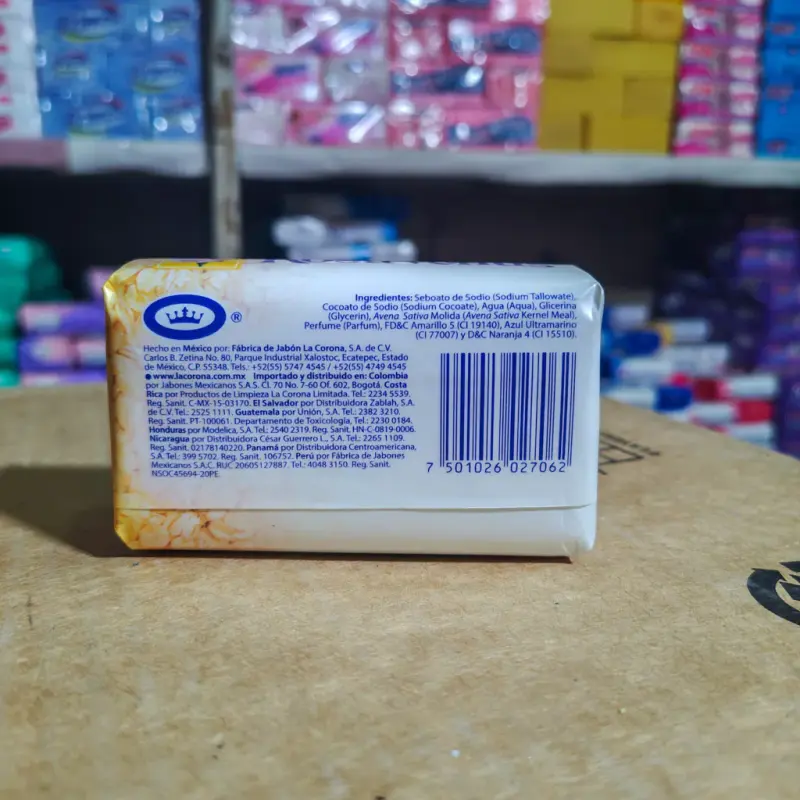 ®
Ingredientes: Seboato de Sodio (Sodium Tallowate),
Cocoato de Sodio (Sodium Cocoate), Agua (Aqua), Glicerina
(Glycerin), Avena Sativa Molida (Avena Sativa Kernel Meal),
Perfume (Parfum), FD&C Amarillo 5 (CI 19140), Azul Ultramarino
(CI 77007) y D&C Naranja 4 (CI 15510).
Hecho en México por: Fábrica de Jabón La Corona, S.A. de C.V.
Carlos B. Zetina No. 80, Parque Industrial Xalostoc, Ecatepec, Estado
de México, C.P. 55348. Tels.: +52(55) 5747 4545 / +52(55) 4749 4545
● www.lacorona.com.mx Importado y distribuido en: Colombia
por Jabones Mexicanos S.A.S. Cl. 70 No. 7-60 Of. 602, Bogotá. Costa
Rica por Productos de Limpieza La Corona Limitada. Tel.: 2234 5539.
Reg. Sanit. C-MX-15-03170. El Salvador por Distribuidora Zablah, S.A.
de C.V. Tel.: 2525 1111. Guatemala por Unión, S.A. Tel.: 2382 3210.
Reg. Sanit. PT-100061. Departamento de Toxicología, Tel.: 2230 0184.
Honduras por Modelica, S.A. Tel.: 2540 2319. Reg. Sanit. HN-C-0819-0006.
Nicaragua por Distribuidora César Guerrero L., S.A. Tel.: 2265 1109.
Reg. Sanit. 02178140220. Panamá por Distribuidora Centroamericana,
S.A. Tel.: 399 5702. Reg. Sanit. 106752. Perú por Fábrica de Jabones
Mexicanos S.A.C. RUC 20605127887. Tel.: 4048 3150. Reg. Sanit.
NSOC45694-20PE.
7 501026 027062